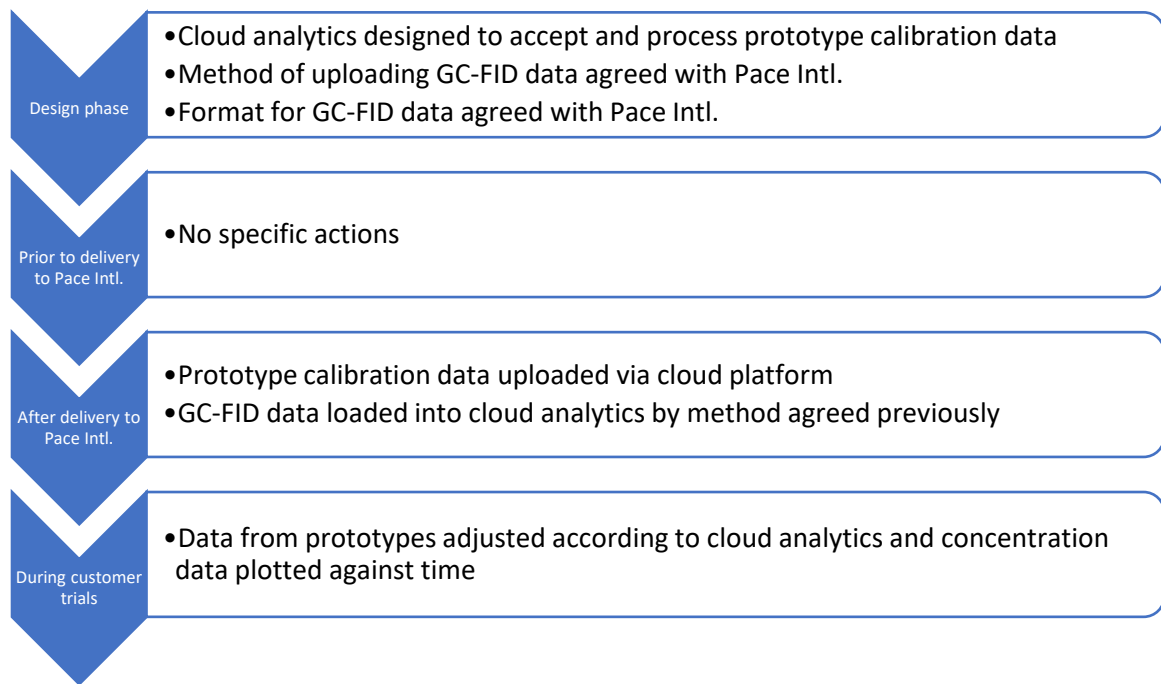 Design phase
•Cloud analytics designed to accept and process prototype calibration data
•Method of uploading GC-FID data agreed with Pace Intl.
•Format for GC-FID data agreed with Pace Intl.
Prior to delivery
to Pace Intl.
•No specific actions
After delivery to
Pace Intl.
•Prototype calibration data uploaded via cloud platform
•GC-FID data loaded into cloud analytics by method agreed previously
During customer
trials
•Data from prototypes adjusted according to cloud analytics and concentration
data plotted against time